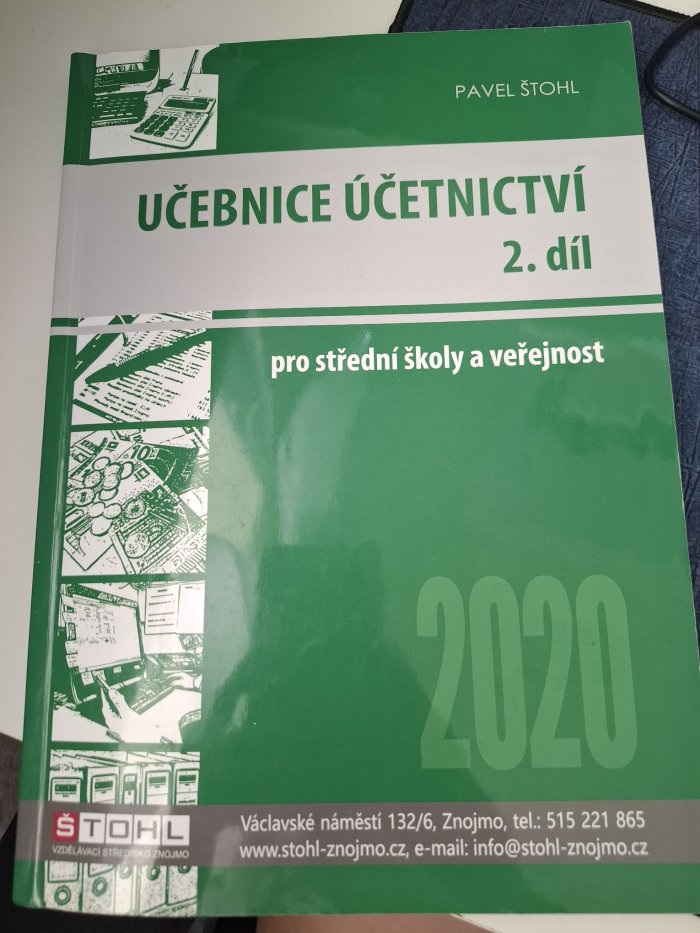 PAVEL ŠTOHL
UČEBNICE ÚČETNICTVÍ
2. díl
pro střední školy a veřejnost
2020
ŠTOHL
VZDĚLÁVACÍ STŘEDISKO ZNOJMO
Václavské náměstí 132/6, Znojmo, tel.: 515 221 865
www.stohl-znojmo.cz, e-mail: info@stohl-znojmo.cz